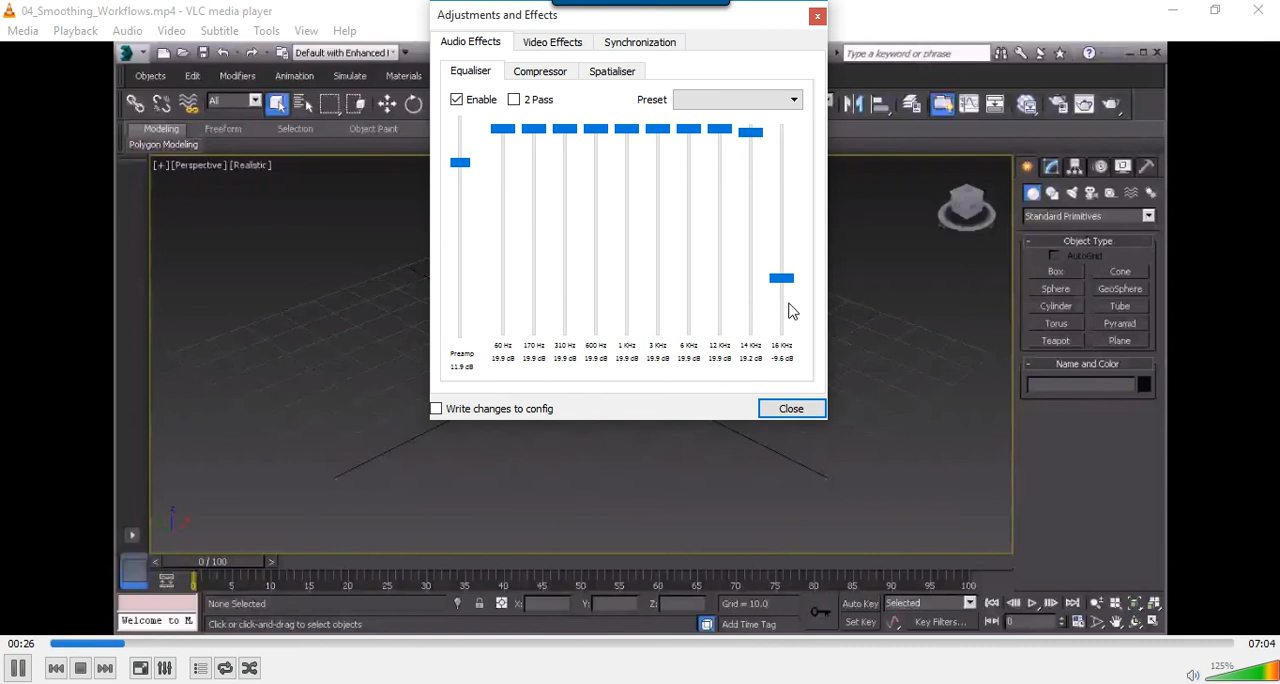 04_Smoothing_Workflows.mp4 - VLC media player
Media Playback Audio Video Subtitle Tools View Help
Adjustments and Effects
Audio Effects Video Effects Synchronization
Equaliser Compressor Spatialiser
Enable 2 Pass Preset
60 Hz 170 Hz 310 Hz 600 Hz 1 KHz 3 KHz 6 KHz 12 KHz 14 KHz 16 KHz
19.9 dB 19.9 dB 19.9 dB 19.9 dB 19.9 dB 19.9 dB 19.9 dB 19.9 dB 19.2 dB -9.6 dB
Preamp
11.9 dB
Write changes to config Close
Default with Enhanced
Type a keyword or phrase
Objects Edit Modifiers Animation Simulate Materials
All
Modeling Freeform Selection Object Paint
Polygon Modeling
[+][Perspective][Realistic]
Standard Primitives
- Object Type
AutoGrid
Box Cone
Sphere GeoSphere
Cylinder Tube
Torus Pyramid
Teapot Plane
- Name and Color
< 0 / 100 >
0 5 10 15 20 25 30 35 40 45 50 55 60 65 70 75 80 85 90 95 100
None Selected X: Y: Z: Grid = 10.0 Auto Key Selected
Welcome to M Click or click-and-drag to select objects Add Time Tag Set Key Key Filters... 0
00:26 07:04
125%